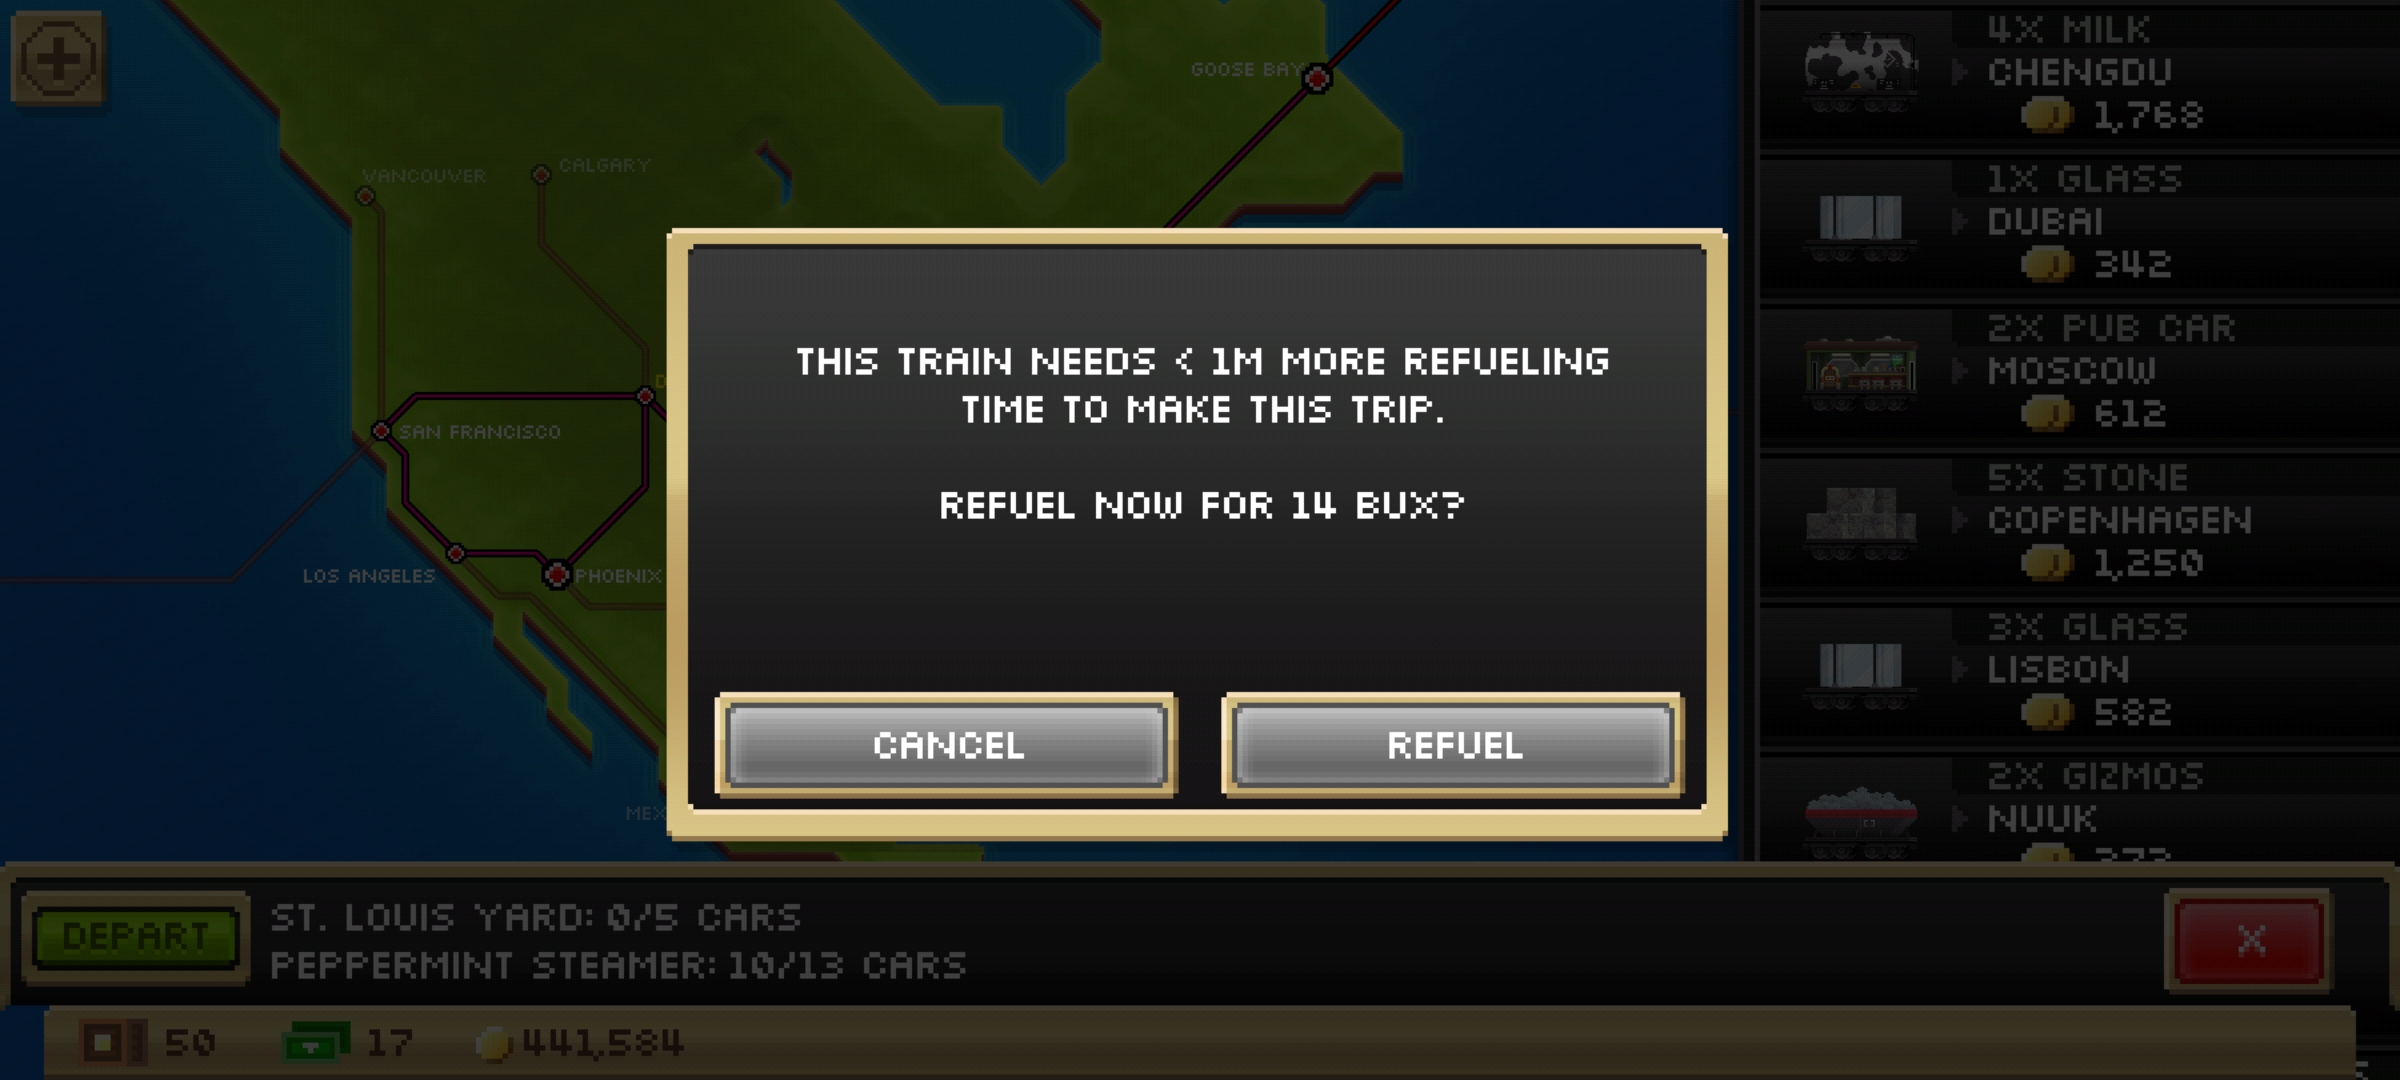 GOOSE BAY
VANCOUVER
CALGARY
SAN FRANCISCO
LOS ANGELES
PHOENIX
THIS TRAIN NEEDS < 1M MORE REFUELING
TIME TO MAKE THIS TRIP.
REFUEL NOW FOR 14 BUX?
CANCEL
REFUEL
4X MILK
CHENGDU
1,768
1X GLASS
DUBAI
342
2X PUB CAR
MOSCOW
612
5X STONE
COPENHAGEN
1,250
3X GLASS
LISBON
582
2X GIZMOS
NUUK
DEPART
ST. LOUIS YARD: 0/5 CARS
PEPPERMINT STEAMER: 10/13 CARS
X
50
17
441,584